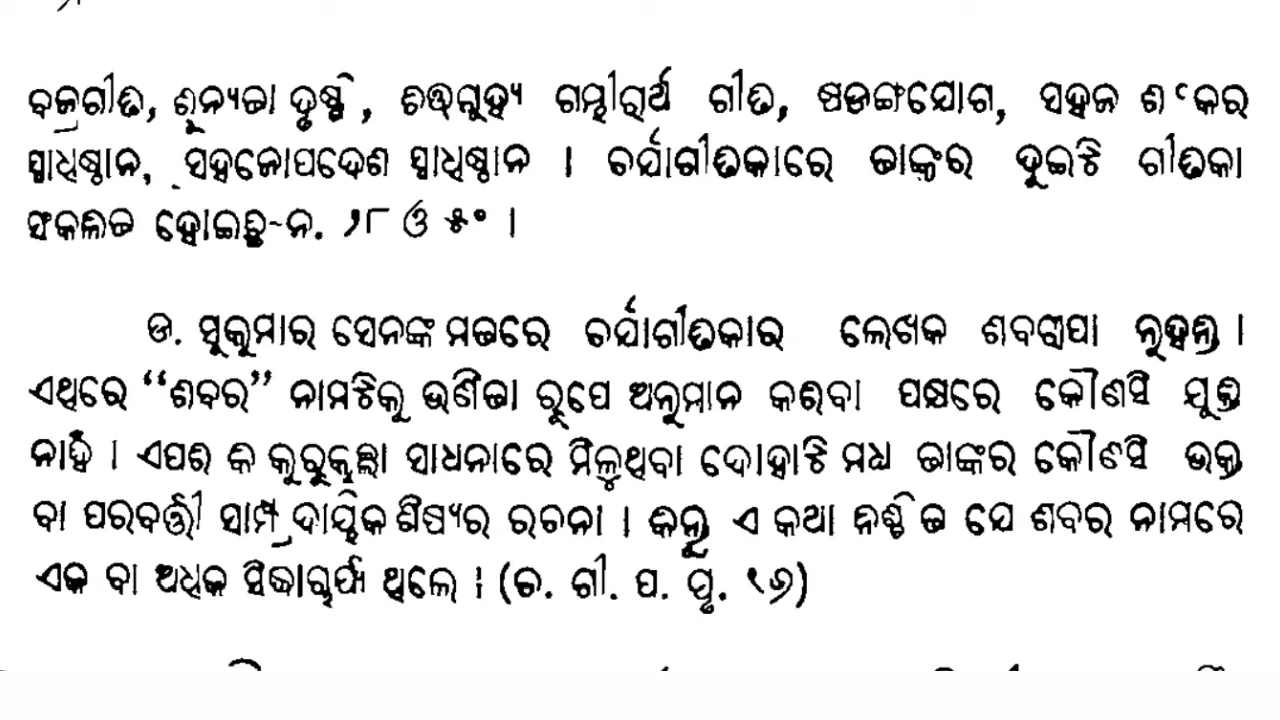 ବଜ୍ରଗୀତ, ଶୂନ୍ୟତା ଦୃଷ୍ଟି, ଚିତ୍ତଗୁହ୍ୟ ଗମ୍ଭୀରାର୍ଥ ଗୀତ, ଷଡଙ୍ଗଯୋଗ, ସହଜ ଶଂକର
ସ୍ୱାଧିଷ୍ଠାନ, ସହଜୋପଦେଶ ସ୍ୱାଧିଷ୍ଠାନ । ଚର୍ଯାଗୀତିକାରେ ତାଙ୍କର ଦୁଇଟି ଗୀତିକା
ସଂକଳିତ ହୋଇଛି-ନ. ୨୮ ଓ ୫୦ ।
ଡ. ସୁକୁମାର ସେନଙ୍କ ମତରେ ଚର୍ଯାଗୀତିକାର ଲେଖକ ଶବରୀପା ନୁହନ୍ତି ।
ଏଥିରେ “ଶବର” ନାମଟିକୁ ଭଣିତା ରୂପେ ଅନୁମାନ କରିବା ପକ୍ଷରେ କୌଣସି ଯୁକ୍ତି
ନାହିଁ । ଏପରି କି କୁରୁକୁଲ୍ଲା ସାଧନାରେ ମିଳୁଥିବା ଦୋହାଟି ମଧ୍ୟ ତାଙ୍କର କୌଣସି ଭକ୍ତ
ବା ପରବର୍ତ୍ତୀ ସାମ୍ପ୍ରଦାୟିକ ଶିଷ୍ୟର ରଚନା । କିନ୍ତୁ ଏ କଥା ନିଶ୍ଚିତ ଯେ ଶବର ନାମରେ
ଏକ ବା ଅଧିକ ସିଦ୍ଧାଚାର୍ଯ୍ୟ ଥିଲେ । (ଚ. ଗୀ. ପ. ପୃ. ୧୬)